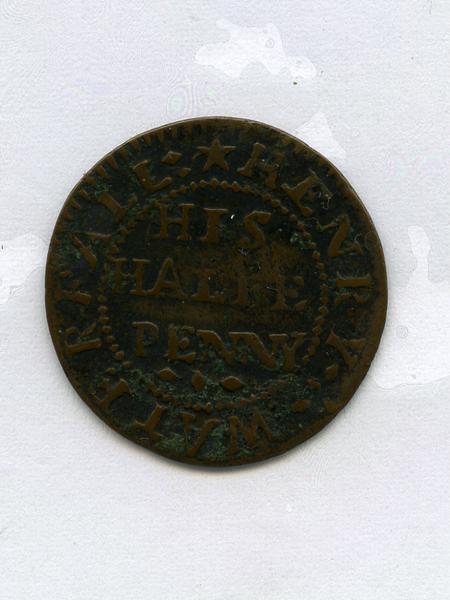 ★ HENRY · WATERFALL :
HIS
HALFE
PENNY